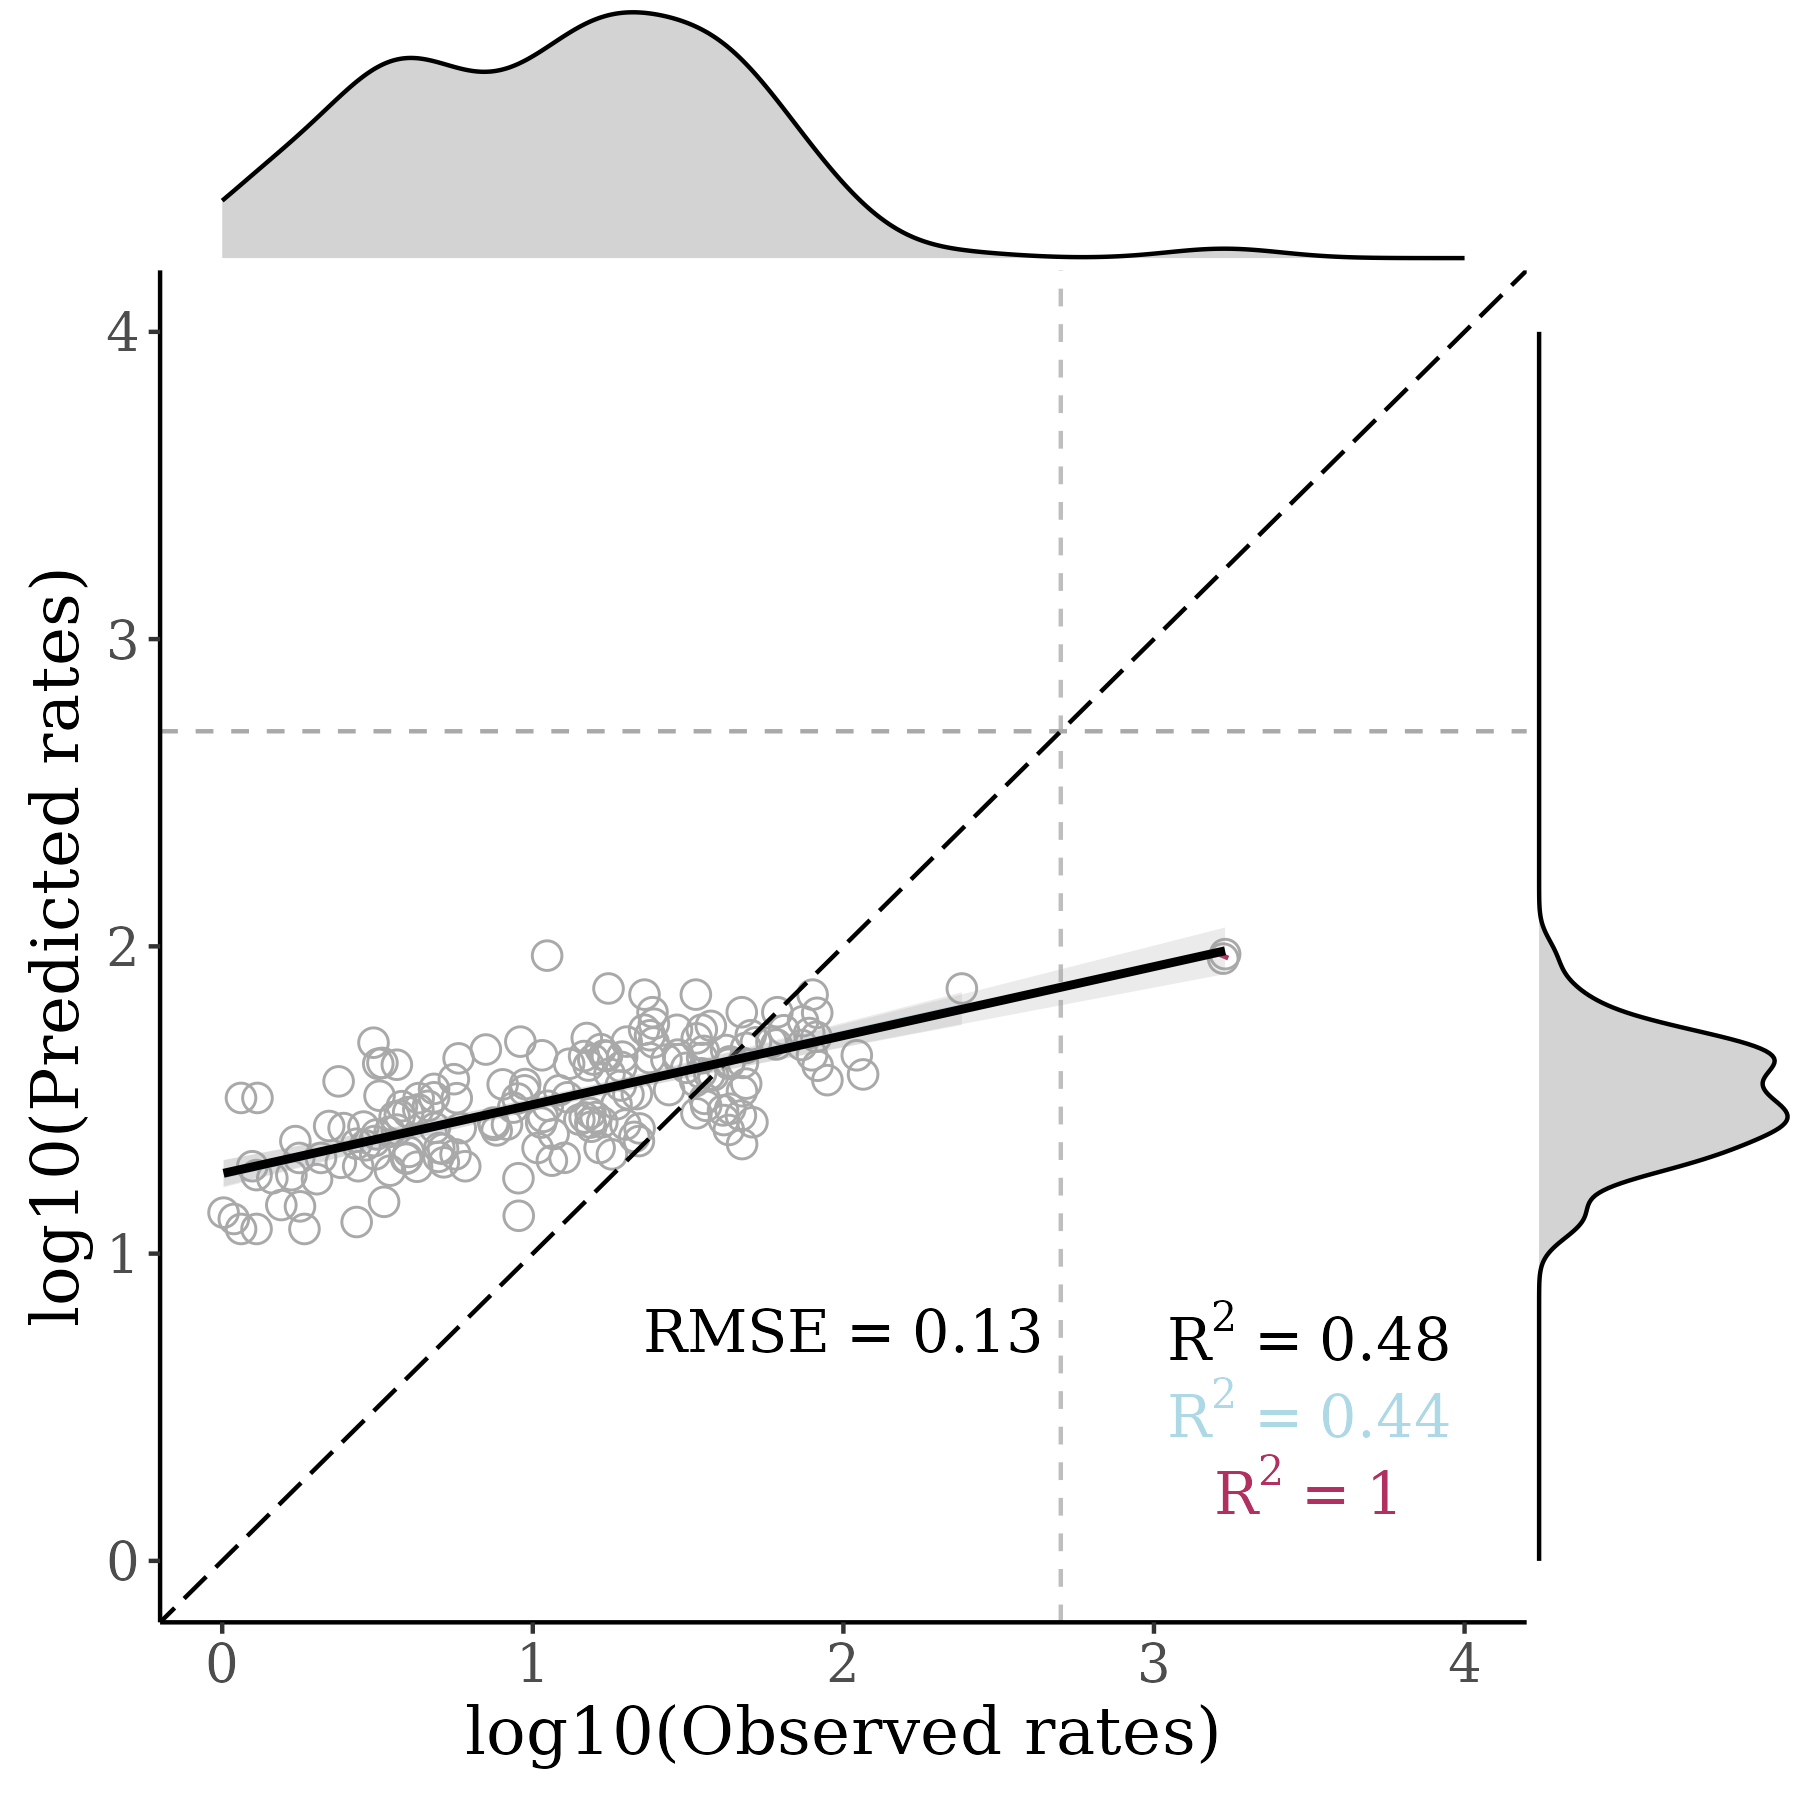 4
3
2
1
0
log10(Predicted rates)
RMSE = 0.13
R² = 0.48
R² = 0.44
R² = 1
0 1 2 3 4
log10(Observed rates)